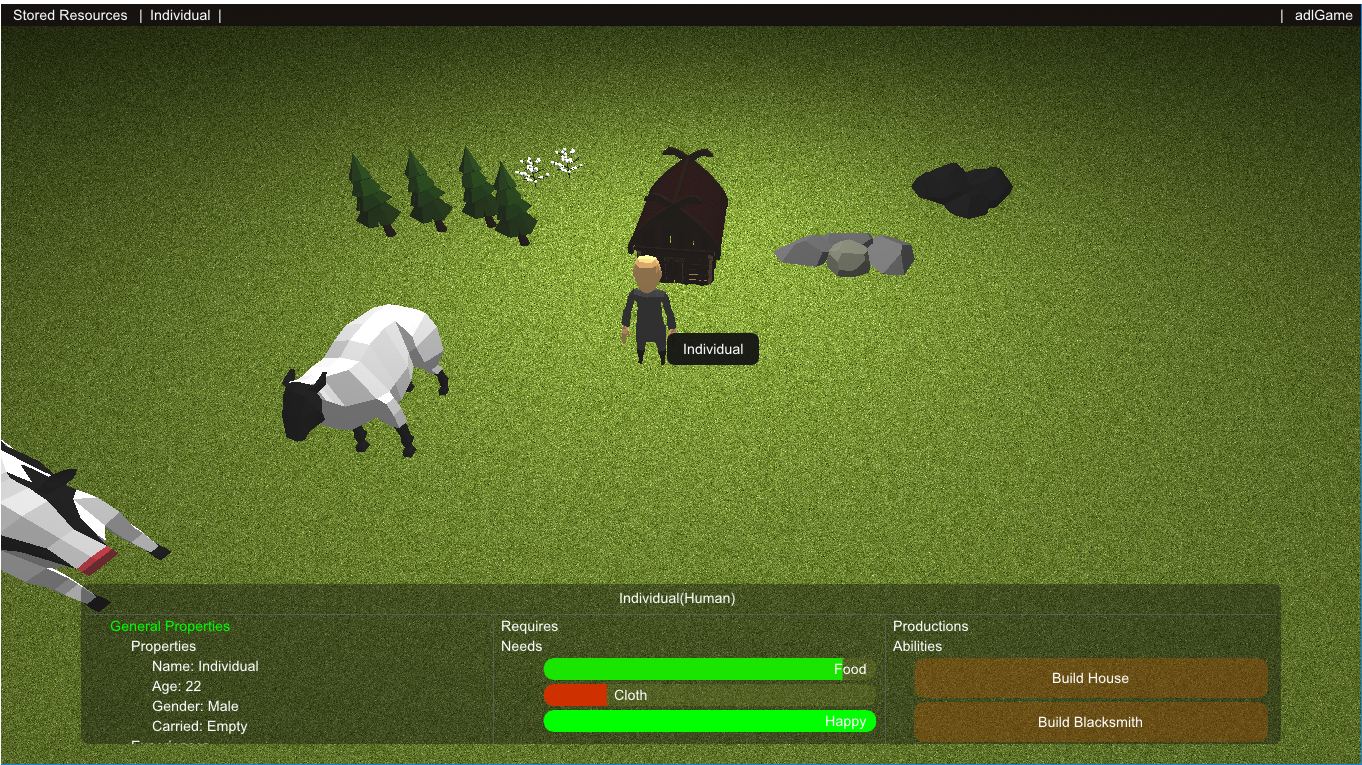 Stored Resources | Individual |
| adlGame
Individual
Individual(Human)
General Properties
Properties
Name: Individual
Age: 22
Gender: Male
Carried: Empty
Requires
Needs
Food
Cloth
Happy
Productions
Abilities
Build House
Build Blacksmith